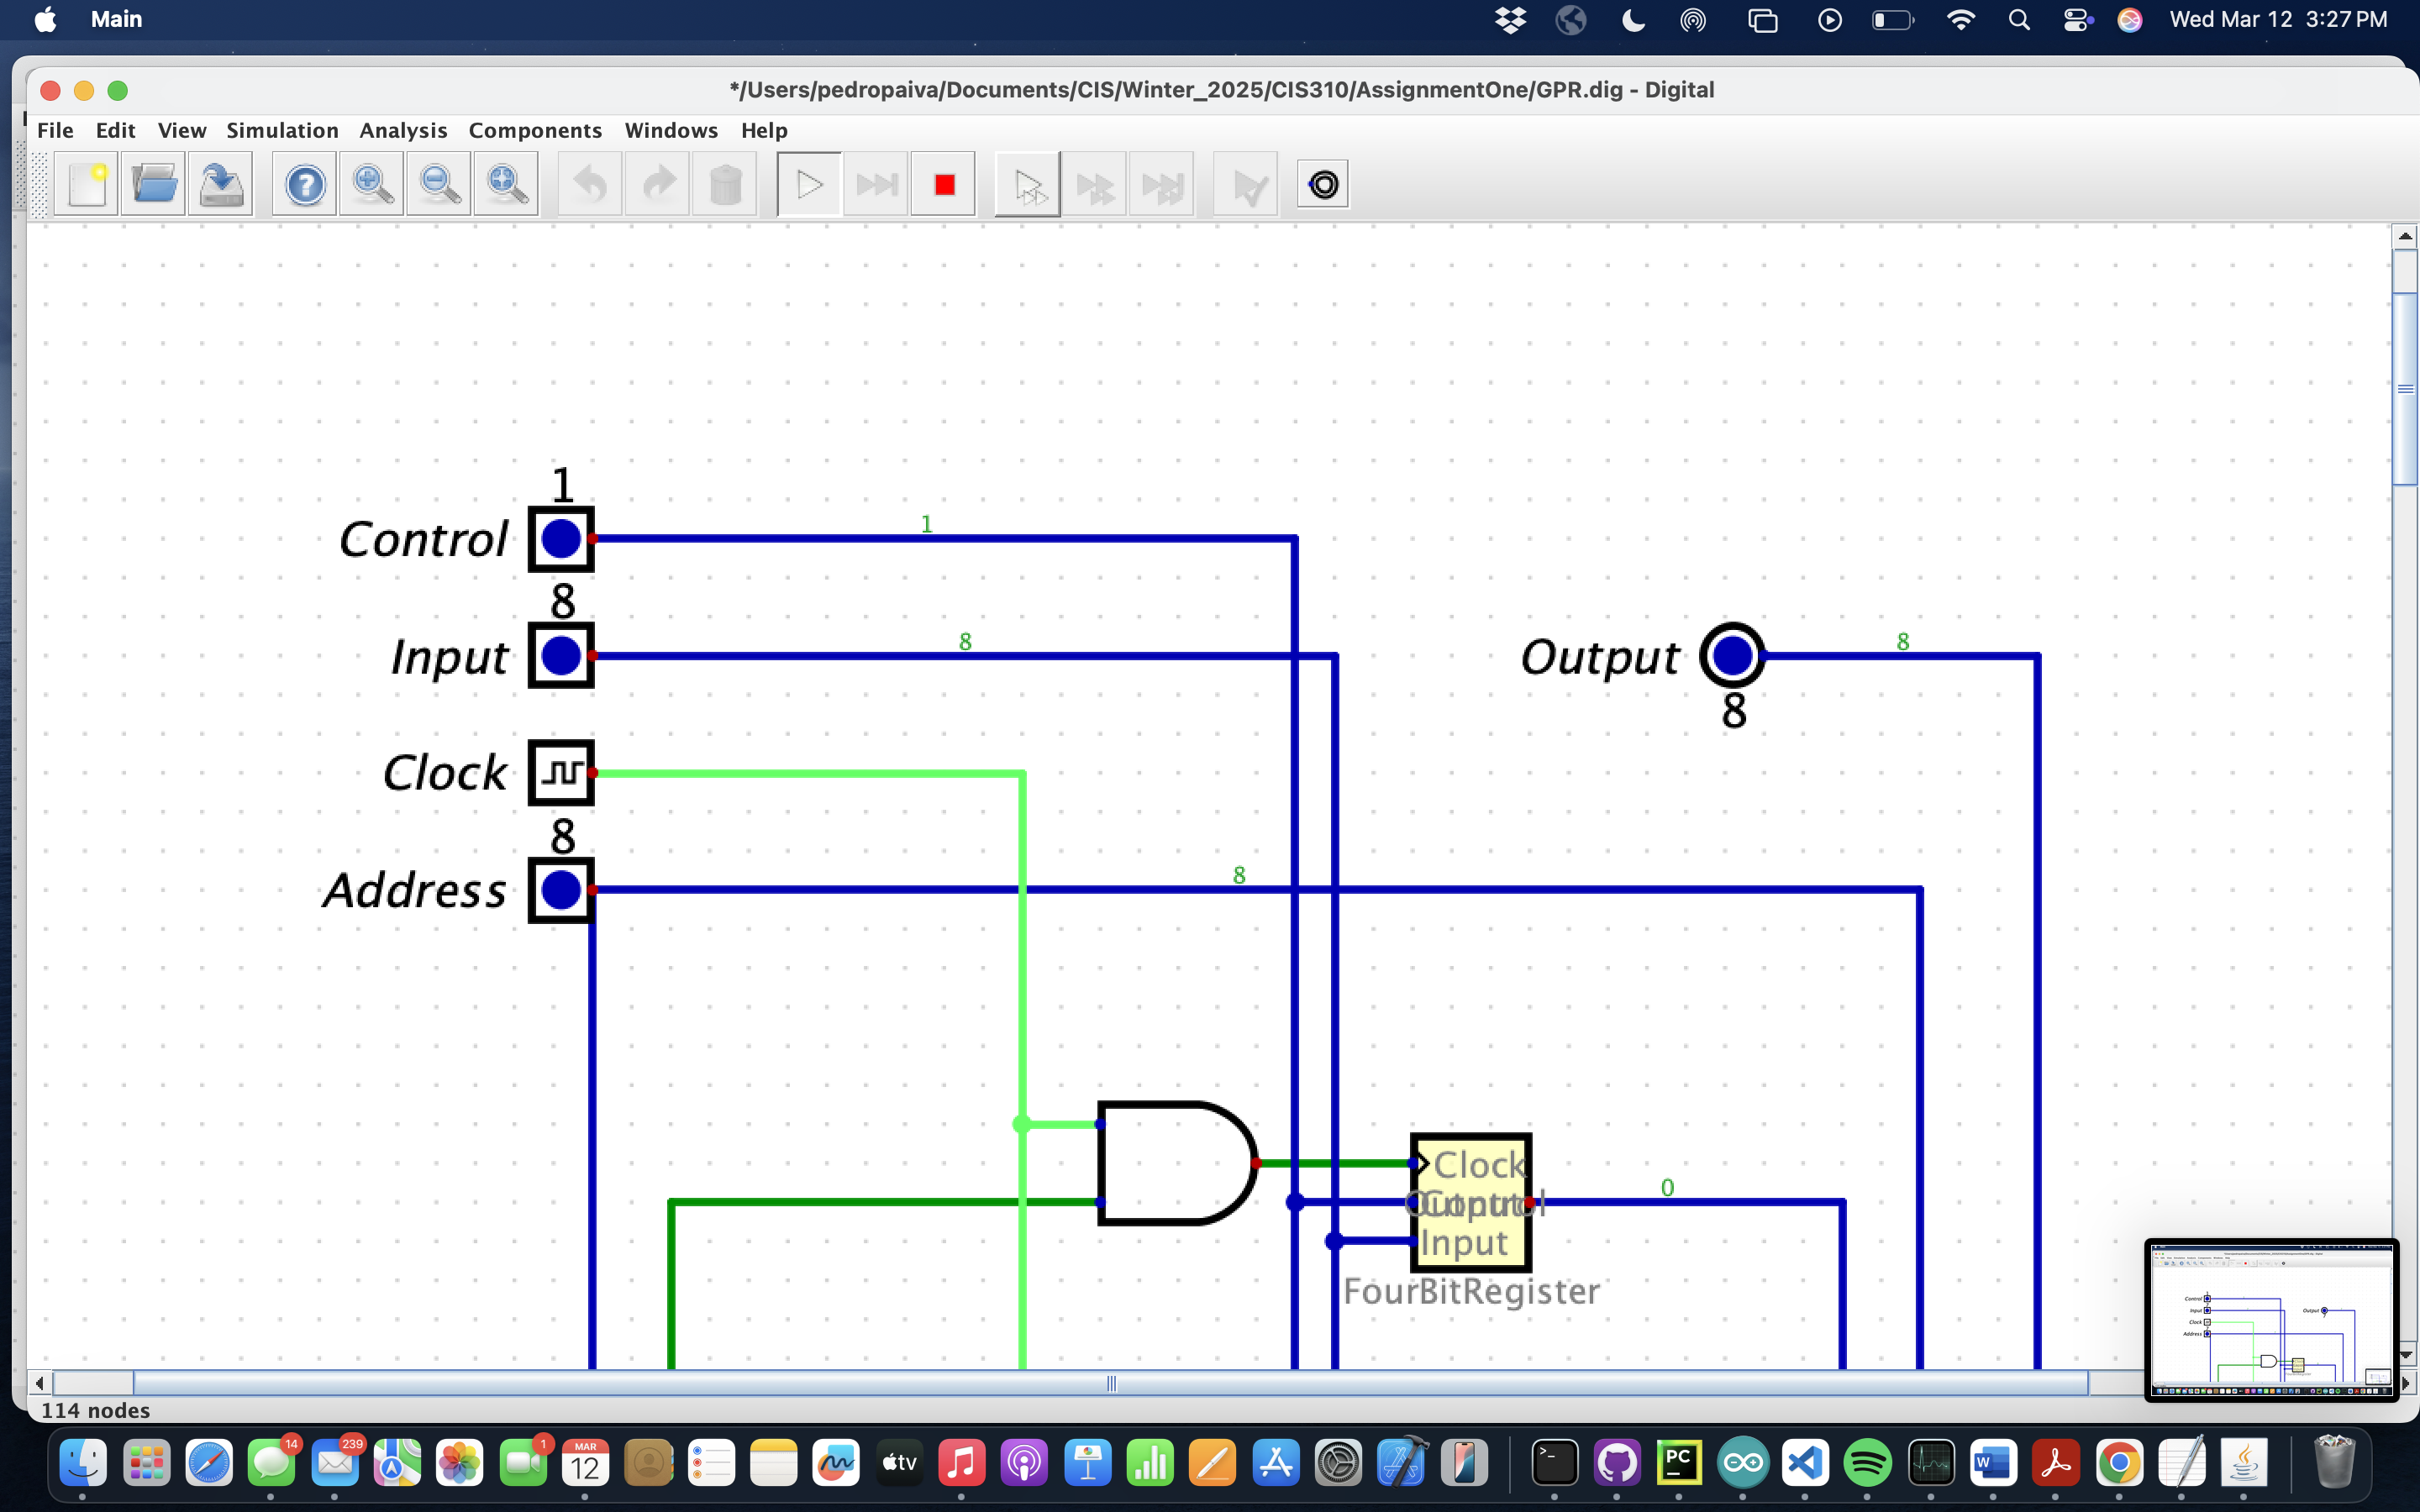 Main
Wed Mar 12 3:27 PM
*/Users/pedropaiva/Documents/CIS/Winter_2025/CIS310/AssignmentOne/GPR.dig - Digital
File Edit View Simulation Analysis Components Windows Help
1
Control
1
8
Input
8
Output
8
8
Clock
8
Address
8
Clock
Control
Output
0
Input
FourBitRegister
114 nodes
14
239
1
MAR
12
tv
PC
W